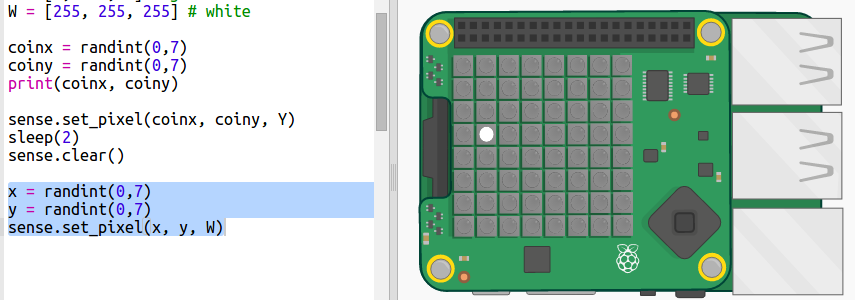 W = [255, 255, 255] # white
coinx = randint(0,7)
coiny = randint(0,7)
print(coinx, coiny)
sense.set_pixel(coinx, coiny, Y)
sleep(2)
sense.clear()
x = randint(0,7)
y = randint(0,7)
sense.set_pixel(x, y, W)